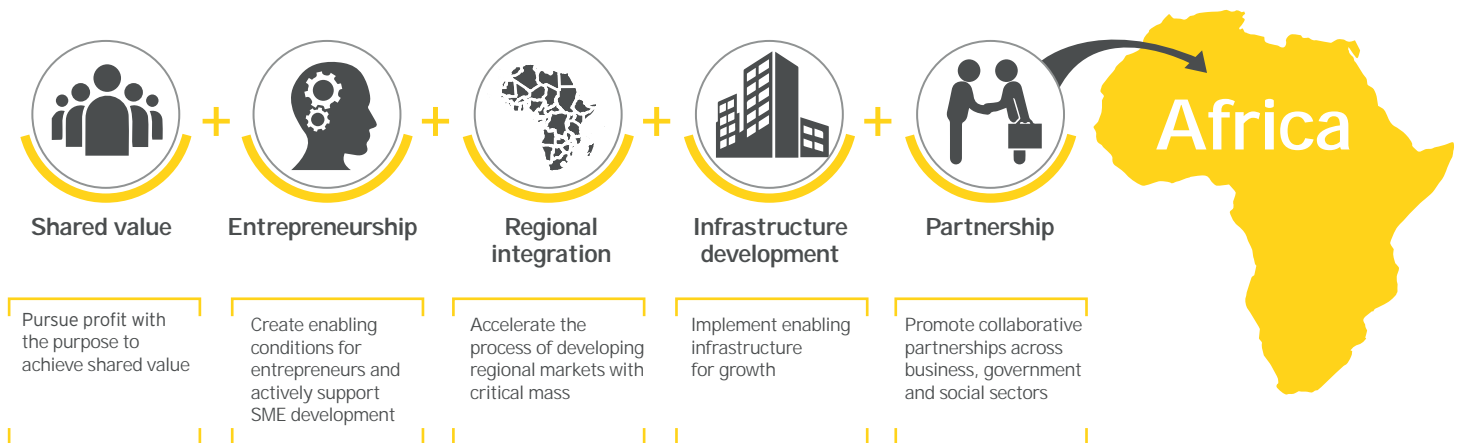 Africa
Shared value
Entrepreneurship
Regional
integration
Infrastructure
development
Partnership
Pursue profit with
the purpose to
achieve shared value
Create enabling
conditions for
entrepreneurs and
actively support
SME development
Accelerate the
process of developing
regional markets with
critical mass
Implement enabling
infrastructure
for growth
Promote collaborative
partnerships across
business, government
and social sectors